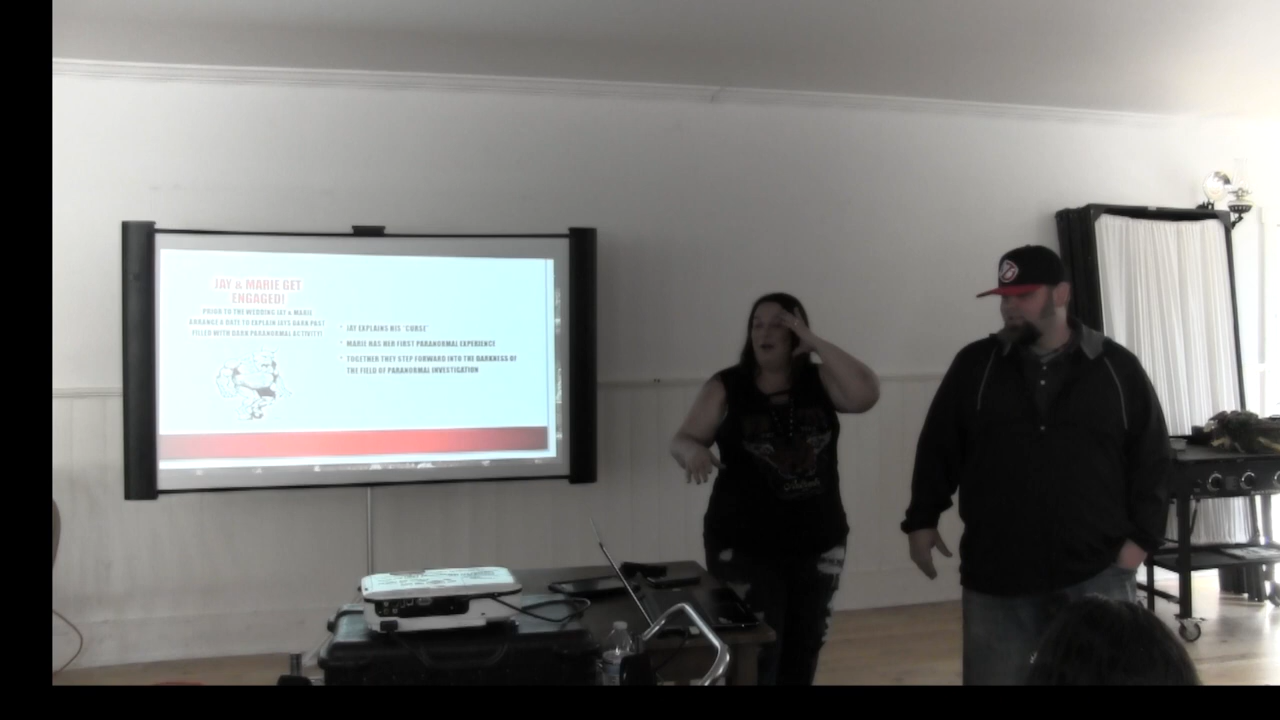 JAY & MARIE GET
ENGAGED!
PRIOR TO THE WEDDING JAY & MARIE
ARRANGE A DATE TO EXPLAIN JAYS DARK PAST
FILLED WITH DARK PARANORMAL ACTIVITY!
* JAY EXPLAINS HIS "CURSE"
* MARIE HAS HER FIRST PARANORMAL EXPERIENCE
* TOGETHER THEY STEP FORWARD INTO THE DARKNESS OF
THE FIELD OF PARANORMAL INVESTIGATION